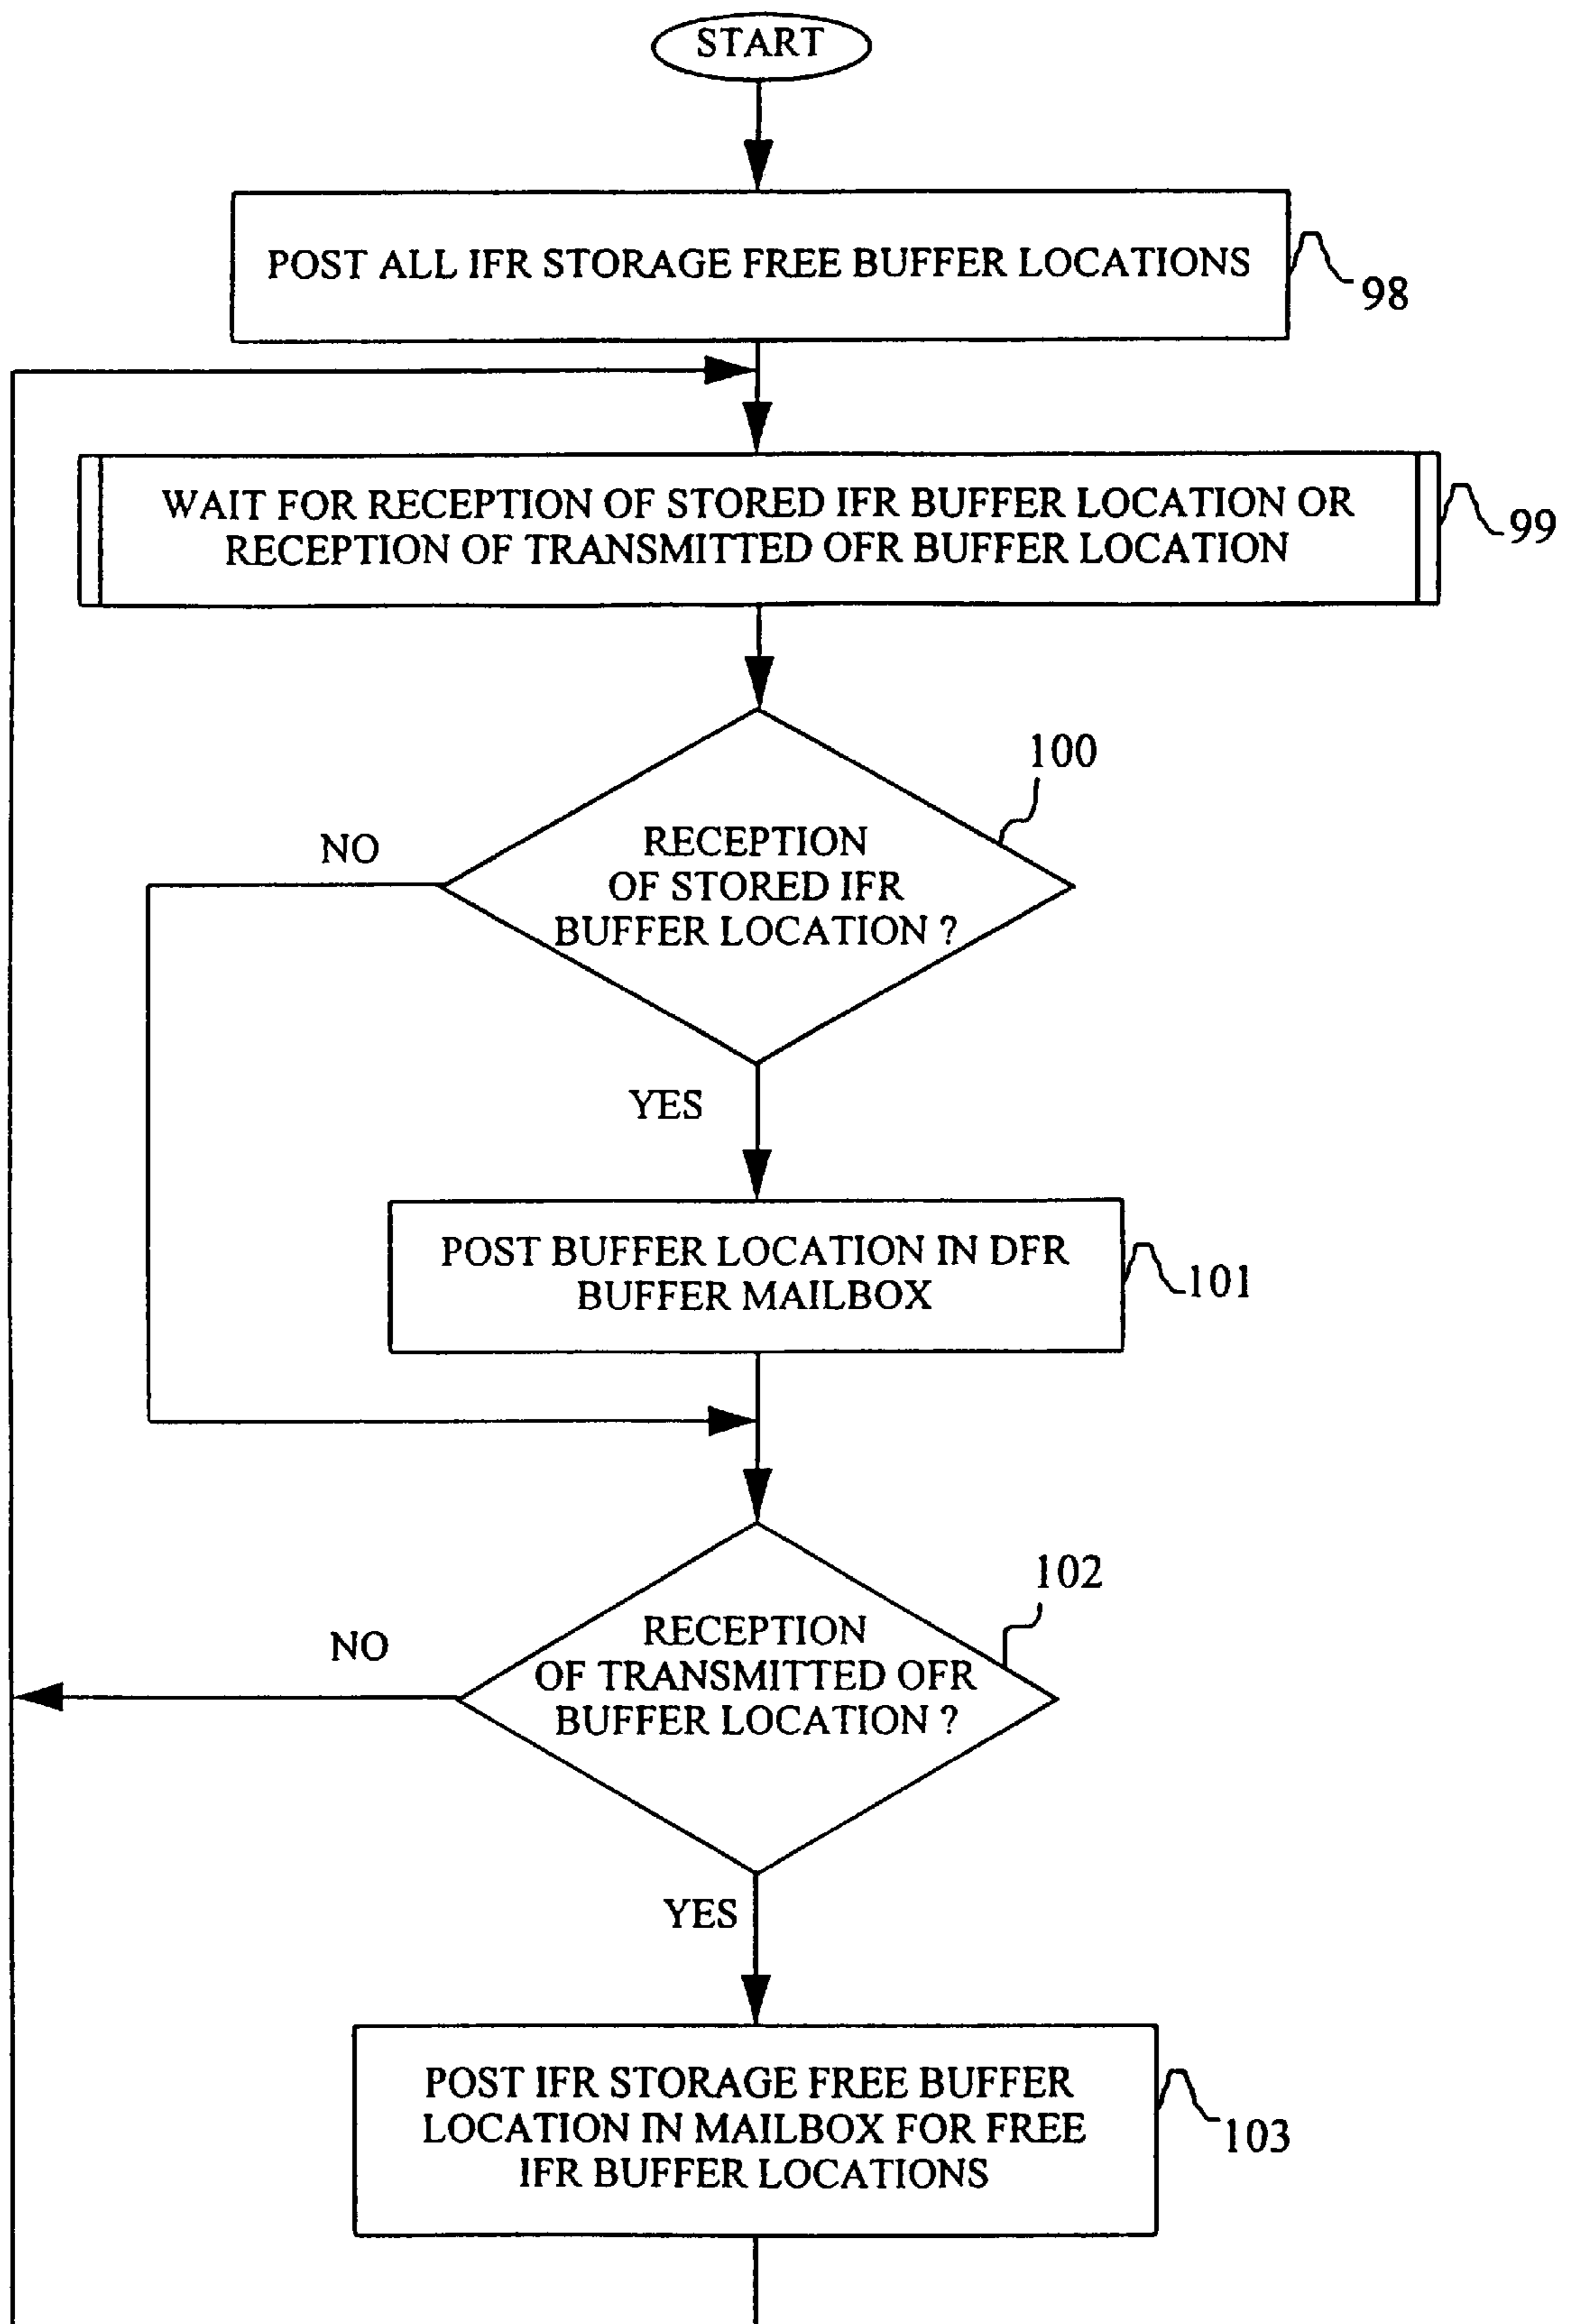 START
POST ALL IFR STORAGE FREE BUFFER LOCATIONS
98
WAIT FOR RECEPTION OF STORED IFR BUFFER LOCATION OR
RECEPTION OF TRANSMITTED OFR BUFFER LOCATION
99
100
NO
RECEPTION
OF STORED IFR
BUFFER LOCATION ?
YES
POST BUFFER LOCATION IN DFR
BUFFER MAILBOX
101
102
NO
RECEPTION
OF TRANSMITTED OFR
BUFFER LOCATION ?
YES
POST IFR STORAGE FREE BUFFER
LOCATION IN MAILBOX FOR FREE
IFR BUFFER LOCATIONS
103